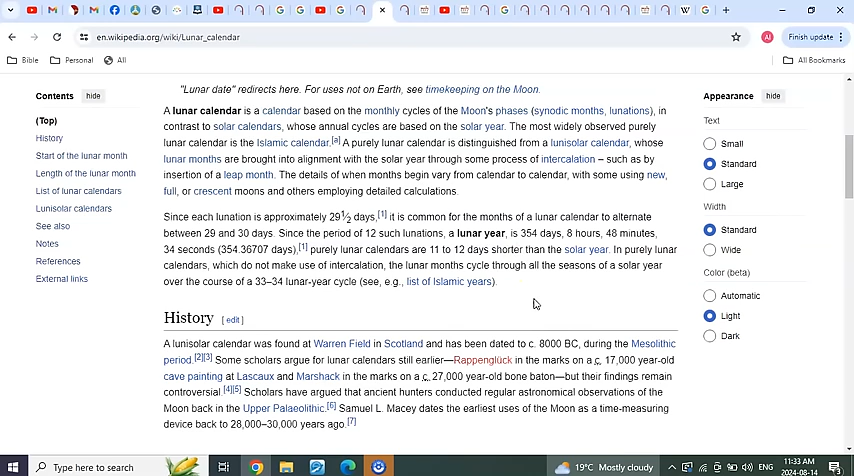 en.wikipedia.org/wiki/Lunar_calendar
Finish update
Bible
Personal
All
All Bookmarks
Contents hide
(Top)
History
Start of the lunar month
Length of the lunar month
List of lunar calendars
Lunisolar calendars
See also
Notes
References
External links
"Lunar date" redirects here. For uses not on Earth, see timekeeping on the Moon.
A lunar calendar is a calendar based on the monthly cycles of the Moon's phases (synodic months, lunations), in
contrast to solar calendars, whose annual cycles are based on the solar year. The most widely observed purely
lunar calendar is the Islamic calendar.[a] A purely lunar calendar is distinguished from a lunisolar calendar, whose
lunar months are brought into alignment with the solar year through some process of intercalation – such as by
insertion of a leap month. The details of when months begin vary from calendar to calendar, with some using new,
full, or crescent moons and others employing detailed calculations.
Since each lunation is approximately 29½ days,[1] it is common for the months of a lunar calendar to alternate
between 29 and 30 days. Since the period of 12 such lunations, a lunar year, is 354 days, 8 hours, 48 minutes,
34 seconds (354.36707 days),[1] purely lunar calendars are 11 to 12 days shorter than the solar year. In purely lunar
calendars, which do not make use of intercalation, the lunar months cycle through all the seasons of a solar year
over the course of a 33–34 lunar-year cycle (see, e.g., list of Islamic years).
History [ edit ]
A lunisolar calendar was found at Warren Field in Scotland and has been dated to c. 8000 BC, during the Mesolithic
period.[2][3] Some scholars argue for lunar calendars still earlier—Rappenglück in the marks on a c. 17,000 year-old
cave painting at Lascaux and Marshack in the marks on a c. 27,000 year-old bone baton—but their findings remain
controversial.[4][5] Scholars have argued that ancient hunters conducted regular astronomical observations of the
Moon back in the Upper Palaeolithic.[6] Samuel L. Macey dates the earliest uses of the Moon as a time-measuring
device back to 28,000–30,000 years ago.[7]
Appearance hide
Text
Small
Standard
Large
Width
Standard
Wide
Color (beta)
Automatic
Light
Dark
Type here to search
19°C Mostly cloudy
ENG
11:33 AM
2024-08-14